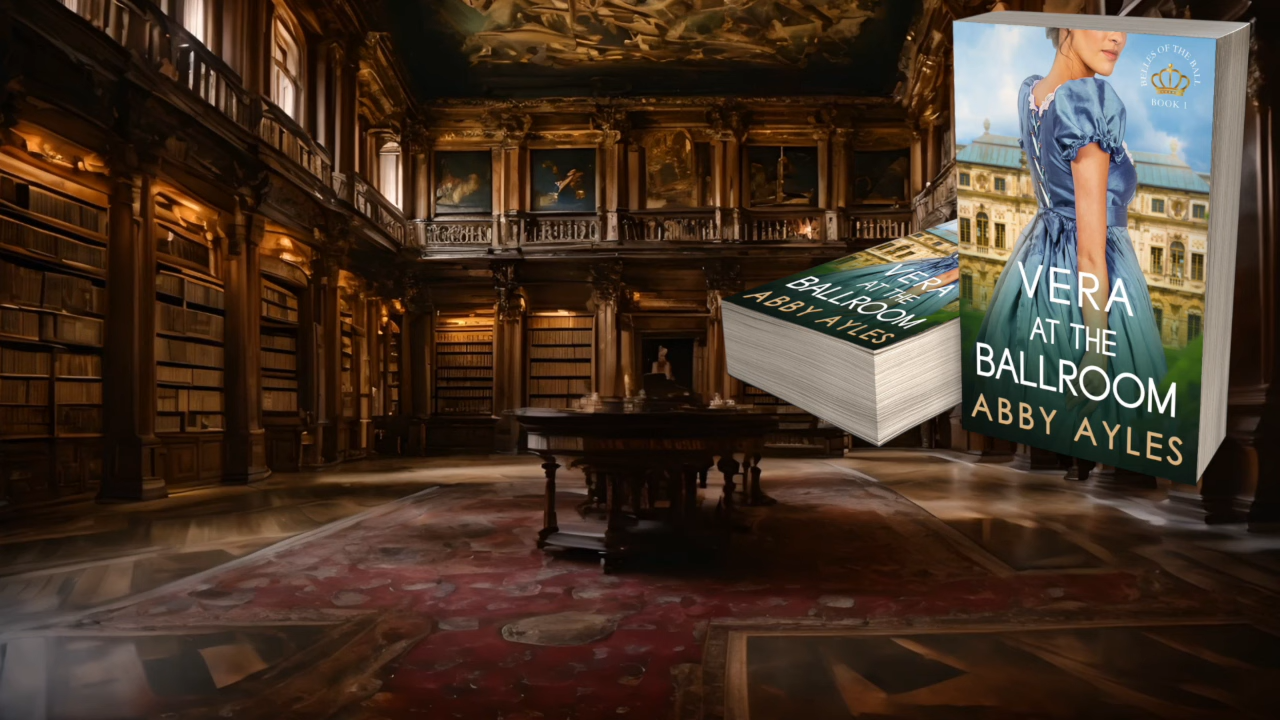 BELLES OF THE BALL
BOOK 1
VERA
AT THE
BALLROOM
ABBY AYLES
VERA
AT THE
BALLROOM
ABBY AYLES